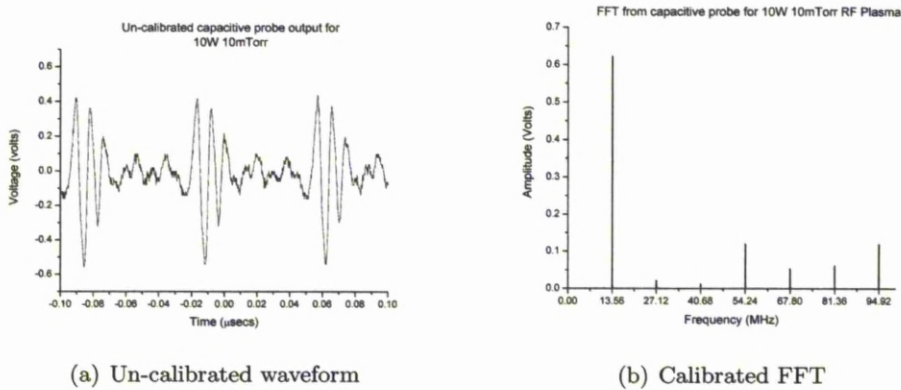 Un-calibrated capacitive probe output for
10W 10mTorr
0.6
0.4
0.2
0.0
-0.2
-0.4
-0.6
Voltage (volts)
-0.10 -0.08 -0.06 -0.04 -0.02 0.00 0.02 0.04 0.06 0.08 0.10
Time (μsecs)
(a) Un-calibrated waveform
FFT from capacitive probe for 10W 10mTorr RF Plasma
0.7
0.6
0.5
0.4
0.3
0.2
0.1
0.0
Amplitude (Volts)
0.00 13.56 27.12 40.68 54.24 67.80 81.36 94.92
Frequency (MHz)
(b) Calibrated FFT